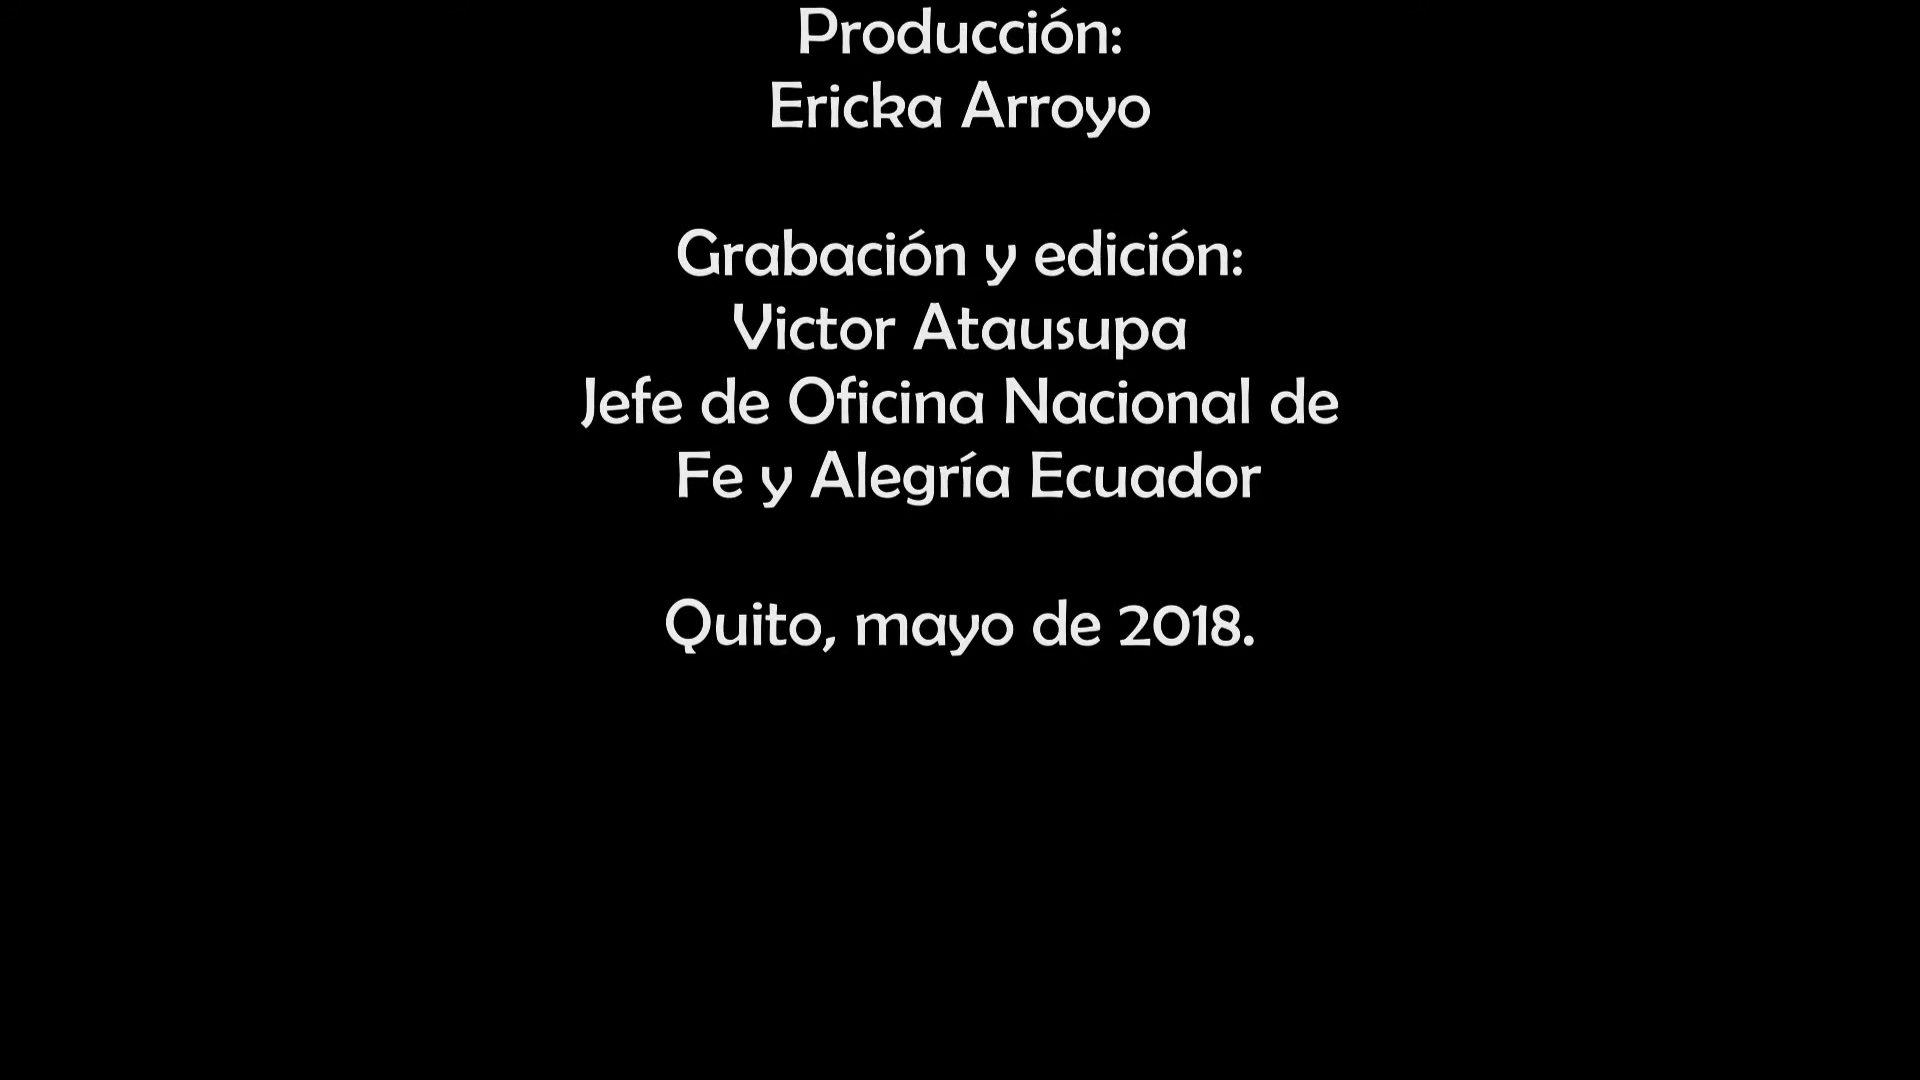 Producción:
Ericka Arroyo
Grabación y edición:
Victor Atausupa
Jefe de Oficina Nacional de
Fe y Alegría Ecuador
Quito, mayo de 2018.